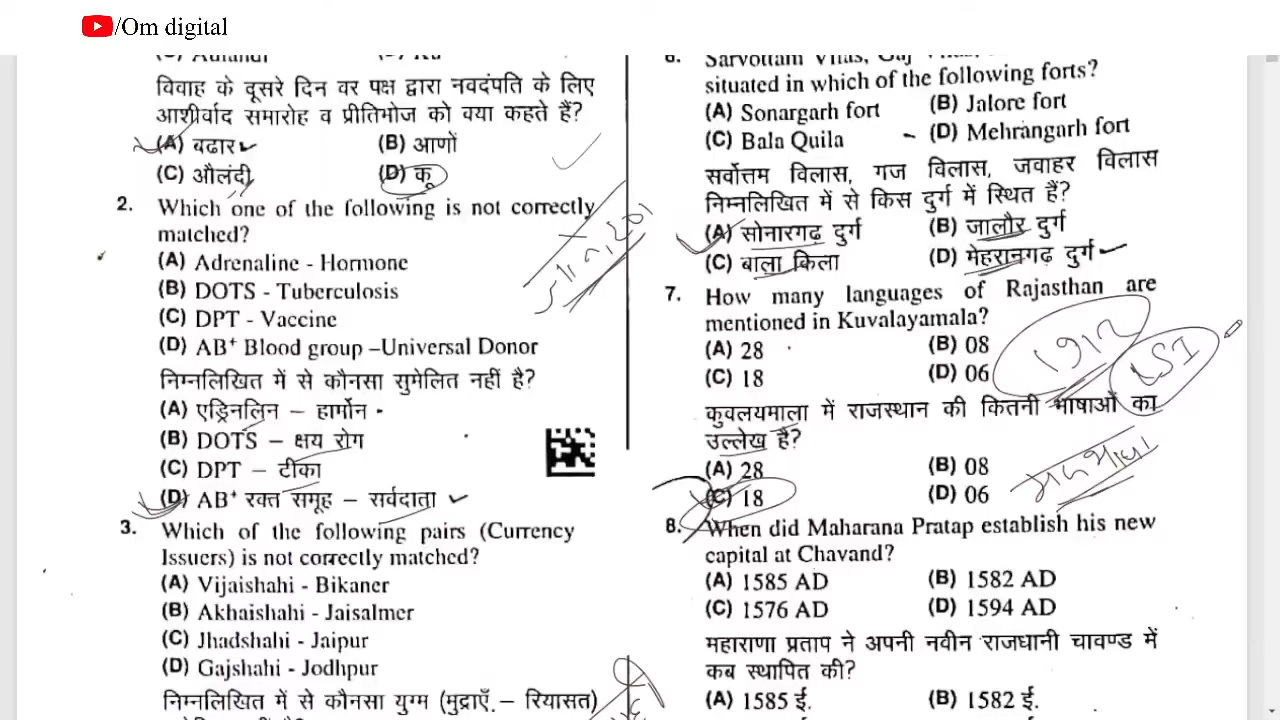 /Om digital
विवाह के दूसरे दिन वर पक्ष द्वारा नवदंपति के लिए
आशीर्वाद समारोह व प्रीतिभोज को क्या कहते हैं?
(A) बढार (B) आणों
(C) औलंदी (D) कू
2. Which one of the following is not correctly
matched?
(A) Adrenaline - Hormone
(B) DOTS - Tuberculosis
(C) DPT - Vaccine
(D) AB⁺ Blood group –Universal Donor
निम्नलिखित में से कौनसा सुमेलित नहीं है?
(A) एड्रिनलिन – हार्मोन
(B) DOTS – क्षय रोग
(C) DPT – टीका
(D) AB⁺ रक्त समूह – सर्वदाता
3. Which of the following pairs (Currency
Issuers) is not correctly matched?
(A) Vijaishahi - Bikaner
(B) Akhaishahi - Jaisalmer
(C) Jhadshahi - Jaipur
(D) Gajshahi - Jodhpur
निम्नलिखित में से कौनसा युग्म (मुद्राएँ – रियासत)
6. Sarvottam Vilas, Gaj
situated in which of the following forts?
(A) Sonargarh fort (B) Jalore fort
(C) Bala Quila (D) Mehrangarh fort
सर्वोत्तम विलास, गज विलास, जवाहर विलास
निम्नलिखित में से किस दुर्ग में स्थित हैं?
(A) सोनारगढ़ दुर्ग (B) जालौर दुर्ग
(C) बाला किला (D) मेहरानगढ़ दुर्ग
7. How many languages of Rajasthan are
mentioned in Kuvalayamala?
(A) 28 (B) 08
(C) 18 (D) 06
1912
LSI
कुवलयमाला में राजस्थान की कितनी भाषाओं का
उल्लेख है?
(A) 28 (B) 08
(C) 18 (D) 06
8. When did Maharana Pratap establish his new
capital at Chavand?
(A) 1585 AD (B) 1582 AD
(C) 1576 AD (D) 1594 AD
महाराणा प्रताप ने अपनी नवीन राजधानी चावण्ड में
कब स्थापित की?
(A) 1585 ई. (B) 1582 ई.